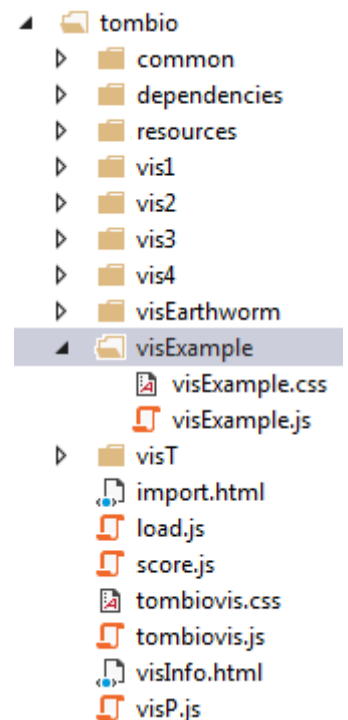 tombio
common
dependencies
resources
vis1
vis2
vis3
vis4
visEarthworm
visExample
visExample.css
visExample.js
visT
import.html
load.js
score.js
tombiovis.css
tombiovis.js
visInfo.html
visP.js